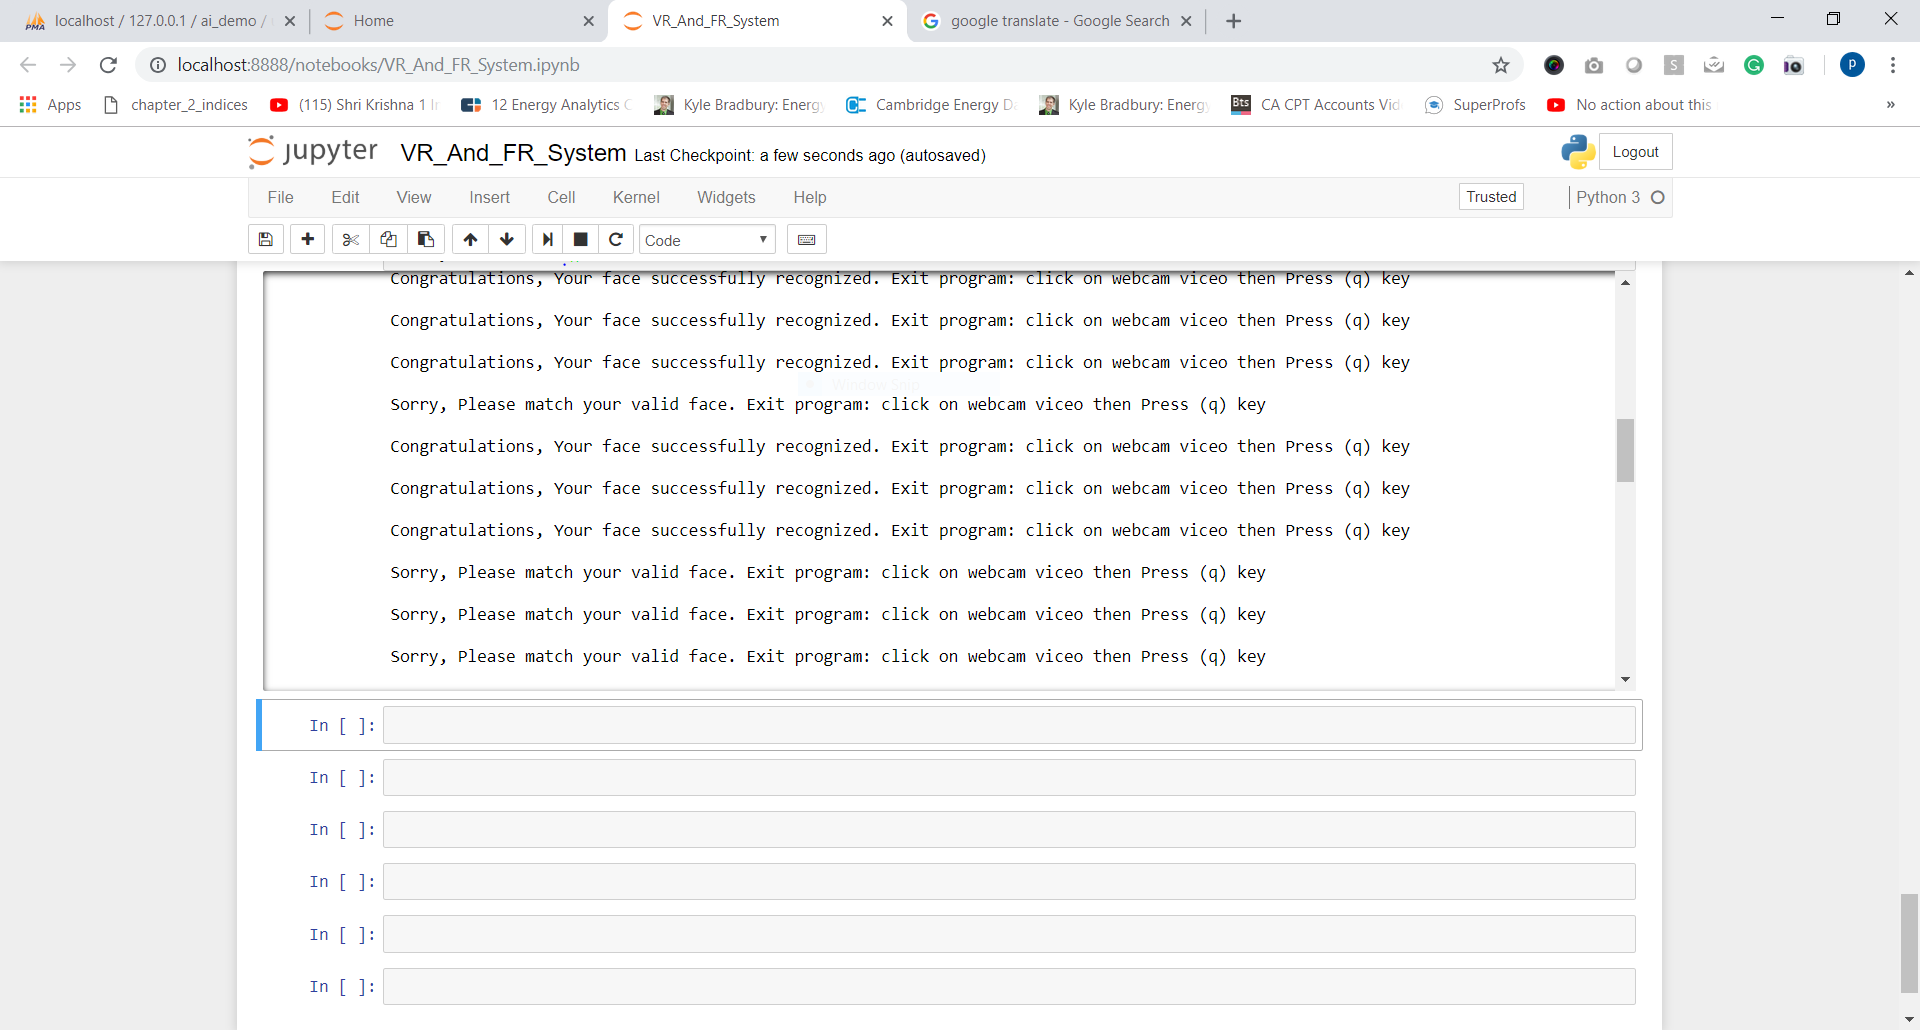 localhost / 127.0.0.1 / ai_demo /
Home
VR_And_FR_System
google translate - Google Search
localhost:8888/notebooks/VR_And_FR_System.ipynb
Apps
chapter_2_indices
(115) Shri Krishna 1
12 Energy Analytics
Kyle Bradbury: Energy
Cambridge Energy D
Kyle Bradbury: Energy
CA CPT Accounts Vid
SuperProfs
No action about this
»
jupyter
VR_And_FR_System Last Checkpoint: a few seconds ago (autosaved)
Logout
File Edit View Insert Cell Kernel Widgets Help
Trusted
Python 3
Code
Congratulations, Your face successfully recognized. Exit program: click on webcam viceo then Press (q) key
Congratulations, Your face successfully recognized. Exit program: click on webcam viceo then Press (q) key
Congratulations, Your face successfully recognized. Exit program: click on webcam viceo then Press (q) key
Window Snip
Sorry, Please match your valid face. Exit program: click on webcam viceo then Press (q) key
Congratulations, Your face successfully recognized. Exit program: click on webcam viceo then Press (q) key
Congratulations, Your face successfully recognized. Exit program: click on webcam viceo then Press (q) key
Congratulations, Your face successfully recognized. Exit program: click on webcam viceo then Press (q) key
Sorry, Please match your valid face. Exit program: click on webcam viceo then Press (q) key
Sorry, Please match your valid face. Exit program: click on webcam viceo then Press (q) key
Sorry, Please match your valid face. Exit program: click on webcam viceo then Press (q) key
In [ ]:
In [ ]:
In [ ]:
In [ ]:
In [ ]:
In [ ]: